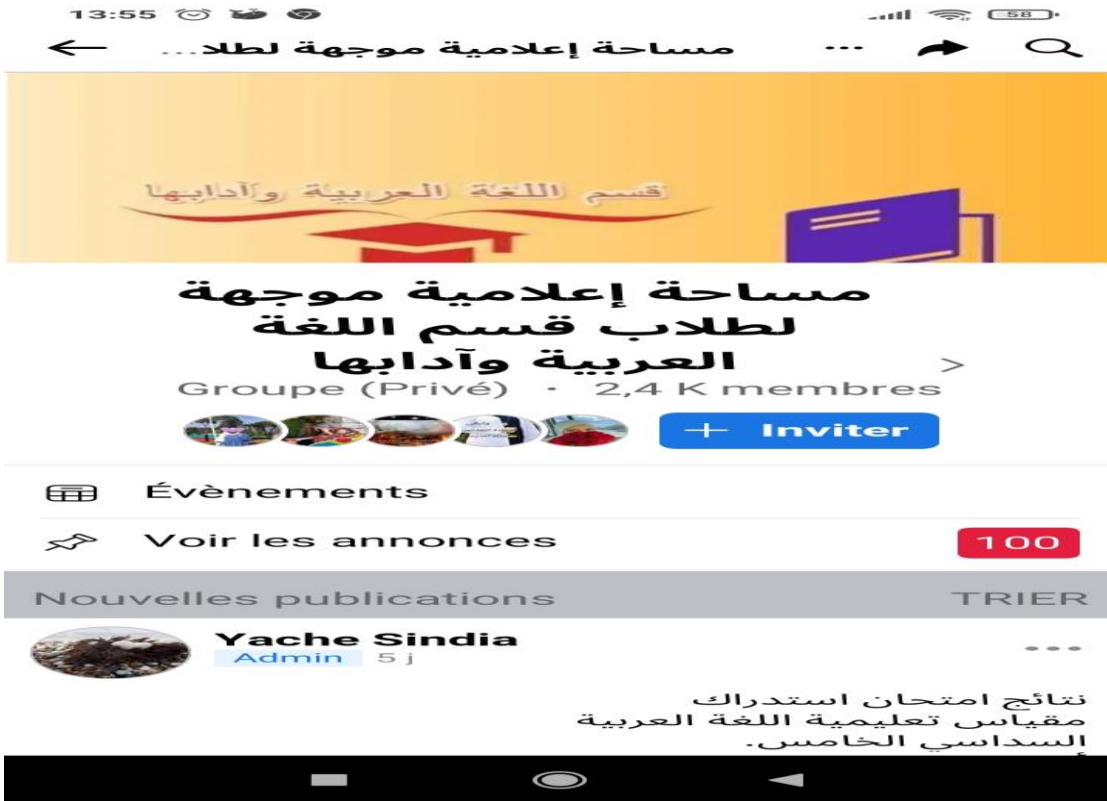 13:55
58
مساحة إعلامية موجهة لطلا...
قسم اللغة العربية وآدابها
مساحة إعلامية موجهة
لطلاب قسم اللغة
العربية وآدابها
Groupe (Privé) · 2,4 K membres
+ Inviter
Évènements
Voir les annonces
100
Nouvelles publications
TRIER
Yache Sindia
Admin 5 j
نتائج امتحان استدراك
مقياس تعليمية اللغة العربية
السداسي الخامس.